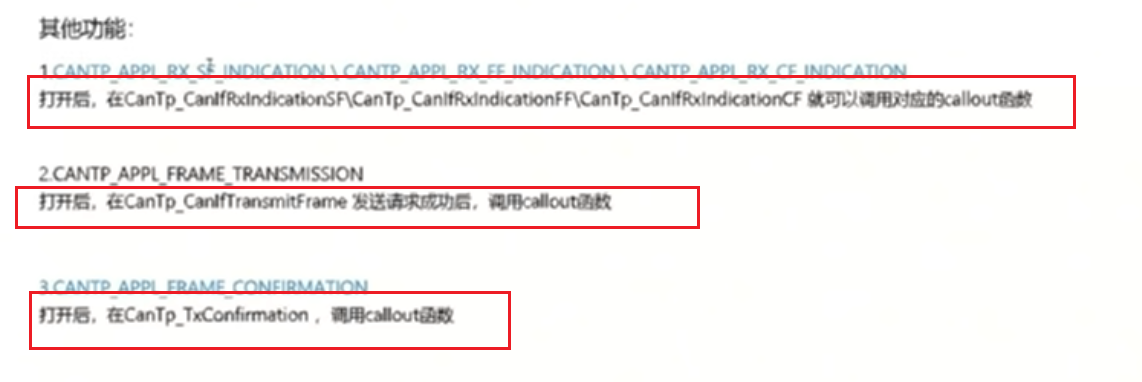 其他功能：
1.CANTP_APPL_RX_SF_INDICATION \ CANTP_APPL_RX_FF_INDICATION \ CANTP_APPL_RX_CF_INDICATION
打开后，在CanTp_CanIfRxIndicationSF\CanTp_CanIfRxIndicationFF\CanTp_CanIfRxIndicationCF 就可以调用对应的callout函数
2.CANTP_APPL_FRAME_TRANSMISSION
打开后，在CanTp_CanIfTransmitFrame 发送请求成功后，调用callout函数
3.CANTP_APPL_FRAME_CONFIRMATION
打开后，在CanTp_TxConfirmation ，调用callout函数